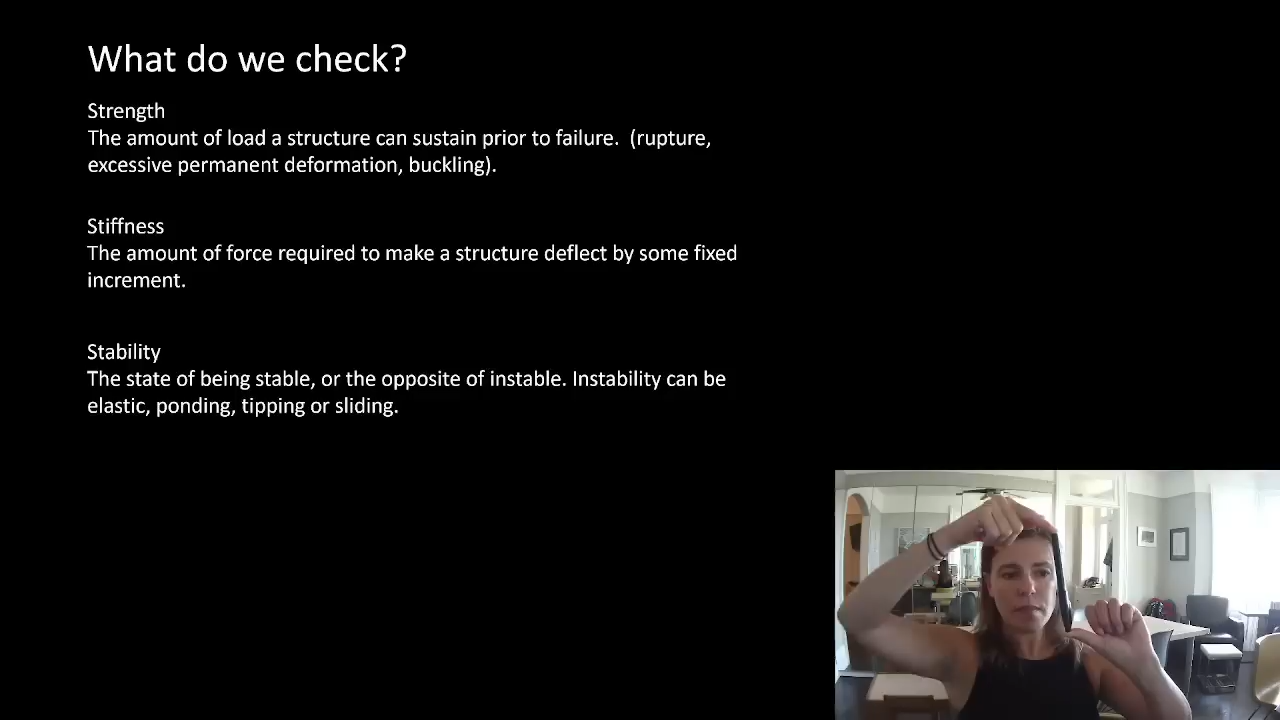 What do we check?
Strength
The amount of load a structure can sustain prior to failure.  (rupture,
excessive permanent deformation, buckling).
Stiffness
The amount of force required to make a structure deflect by some fixed
increment.
Stability
The state of being stable, or the opposite of instable. Instability can be
elastic, ponding, tipping or sliding.